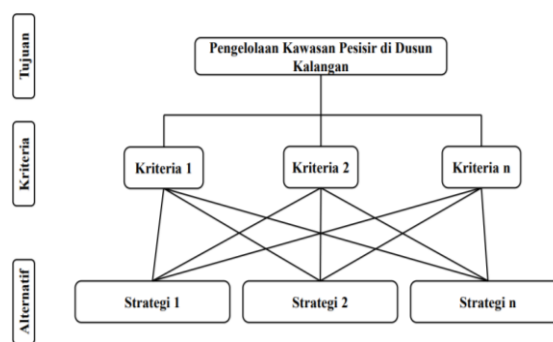 Tujuan
Pengelolaan Kawasan Pesisir di Dusun
Kalangan
Kriteria
Kriteria 1
Kriteria 2
Kriteria n
Alternatif
Strategi 1
Strategi 2
Strategi n